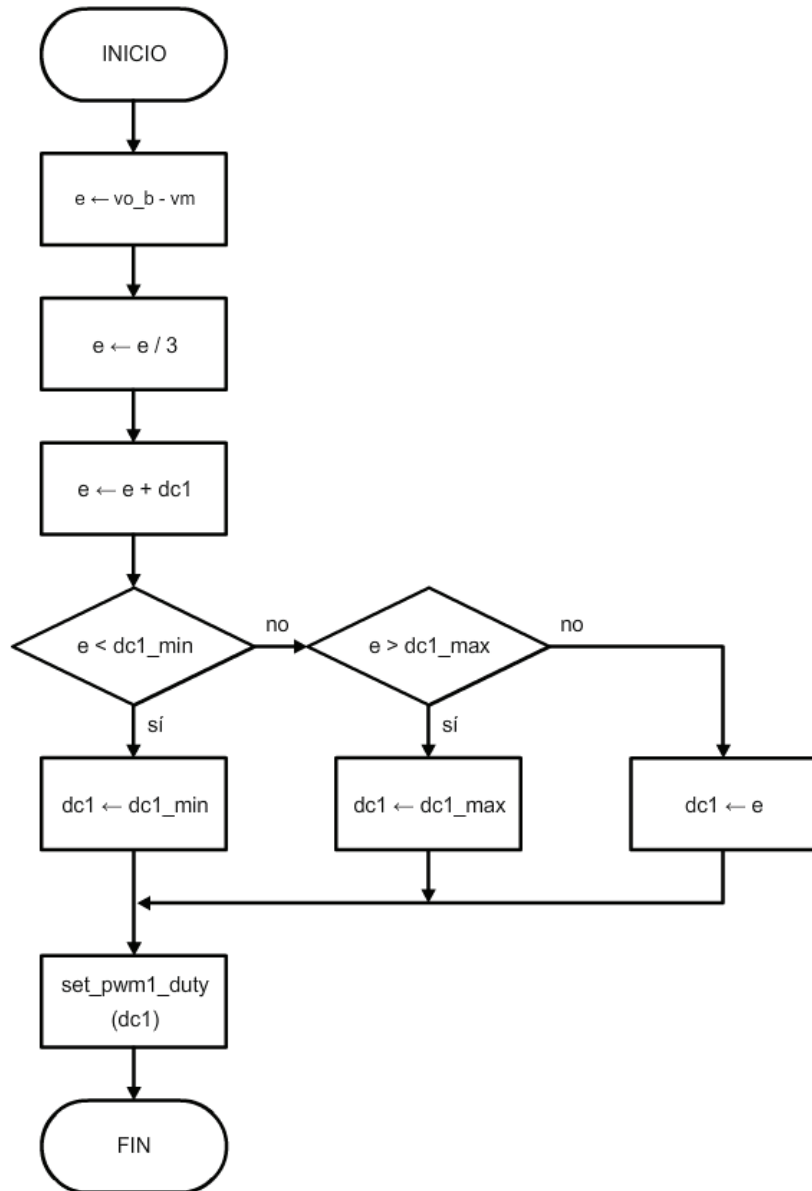 INICIO
e ← vo_b - vm
e ← e / 3
e ← e + dc1
e < dc1_min
no
e > dc1_max
no
sí
sí
dc1 ← dc1_min
dc1 ← dc1_max
dc1 ← e
set_pwm1_duty
(dc1)
FIN